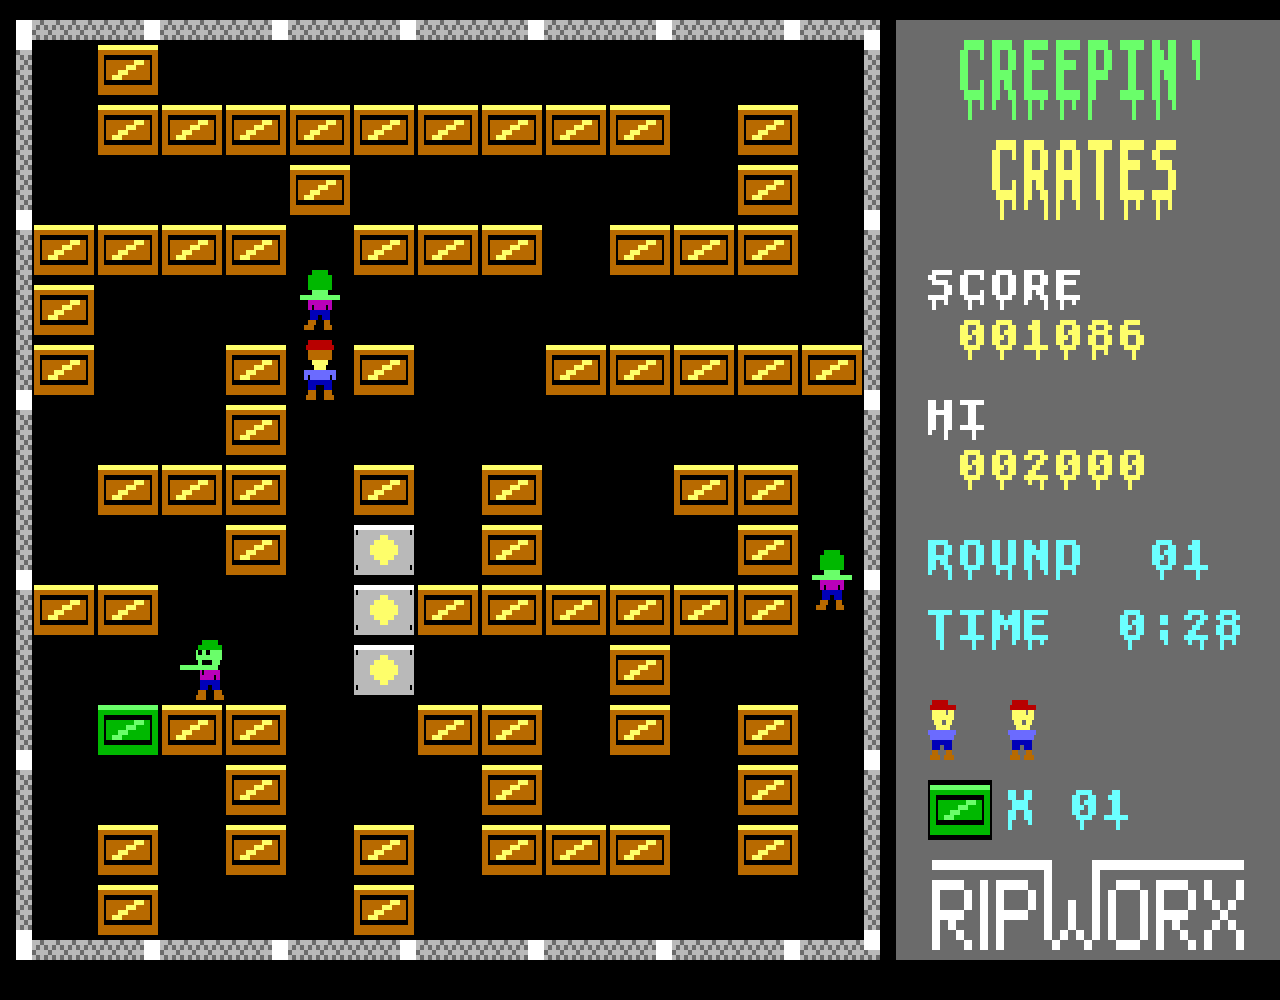 CREEPIN'
CRATES
SCORE
001086
HI
002000
ROUND 01
TIME 0:28
X 01
RIPWORX